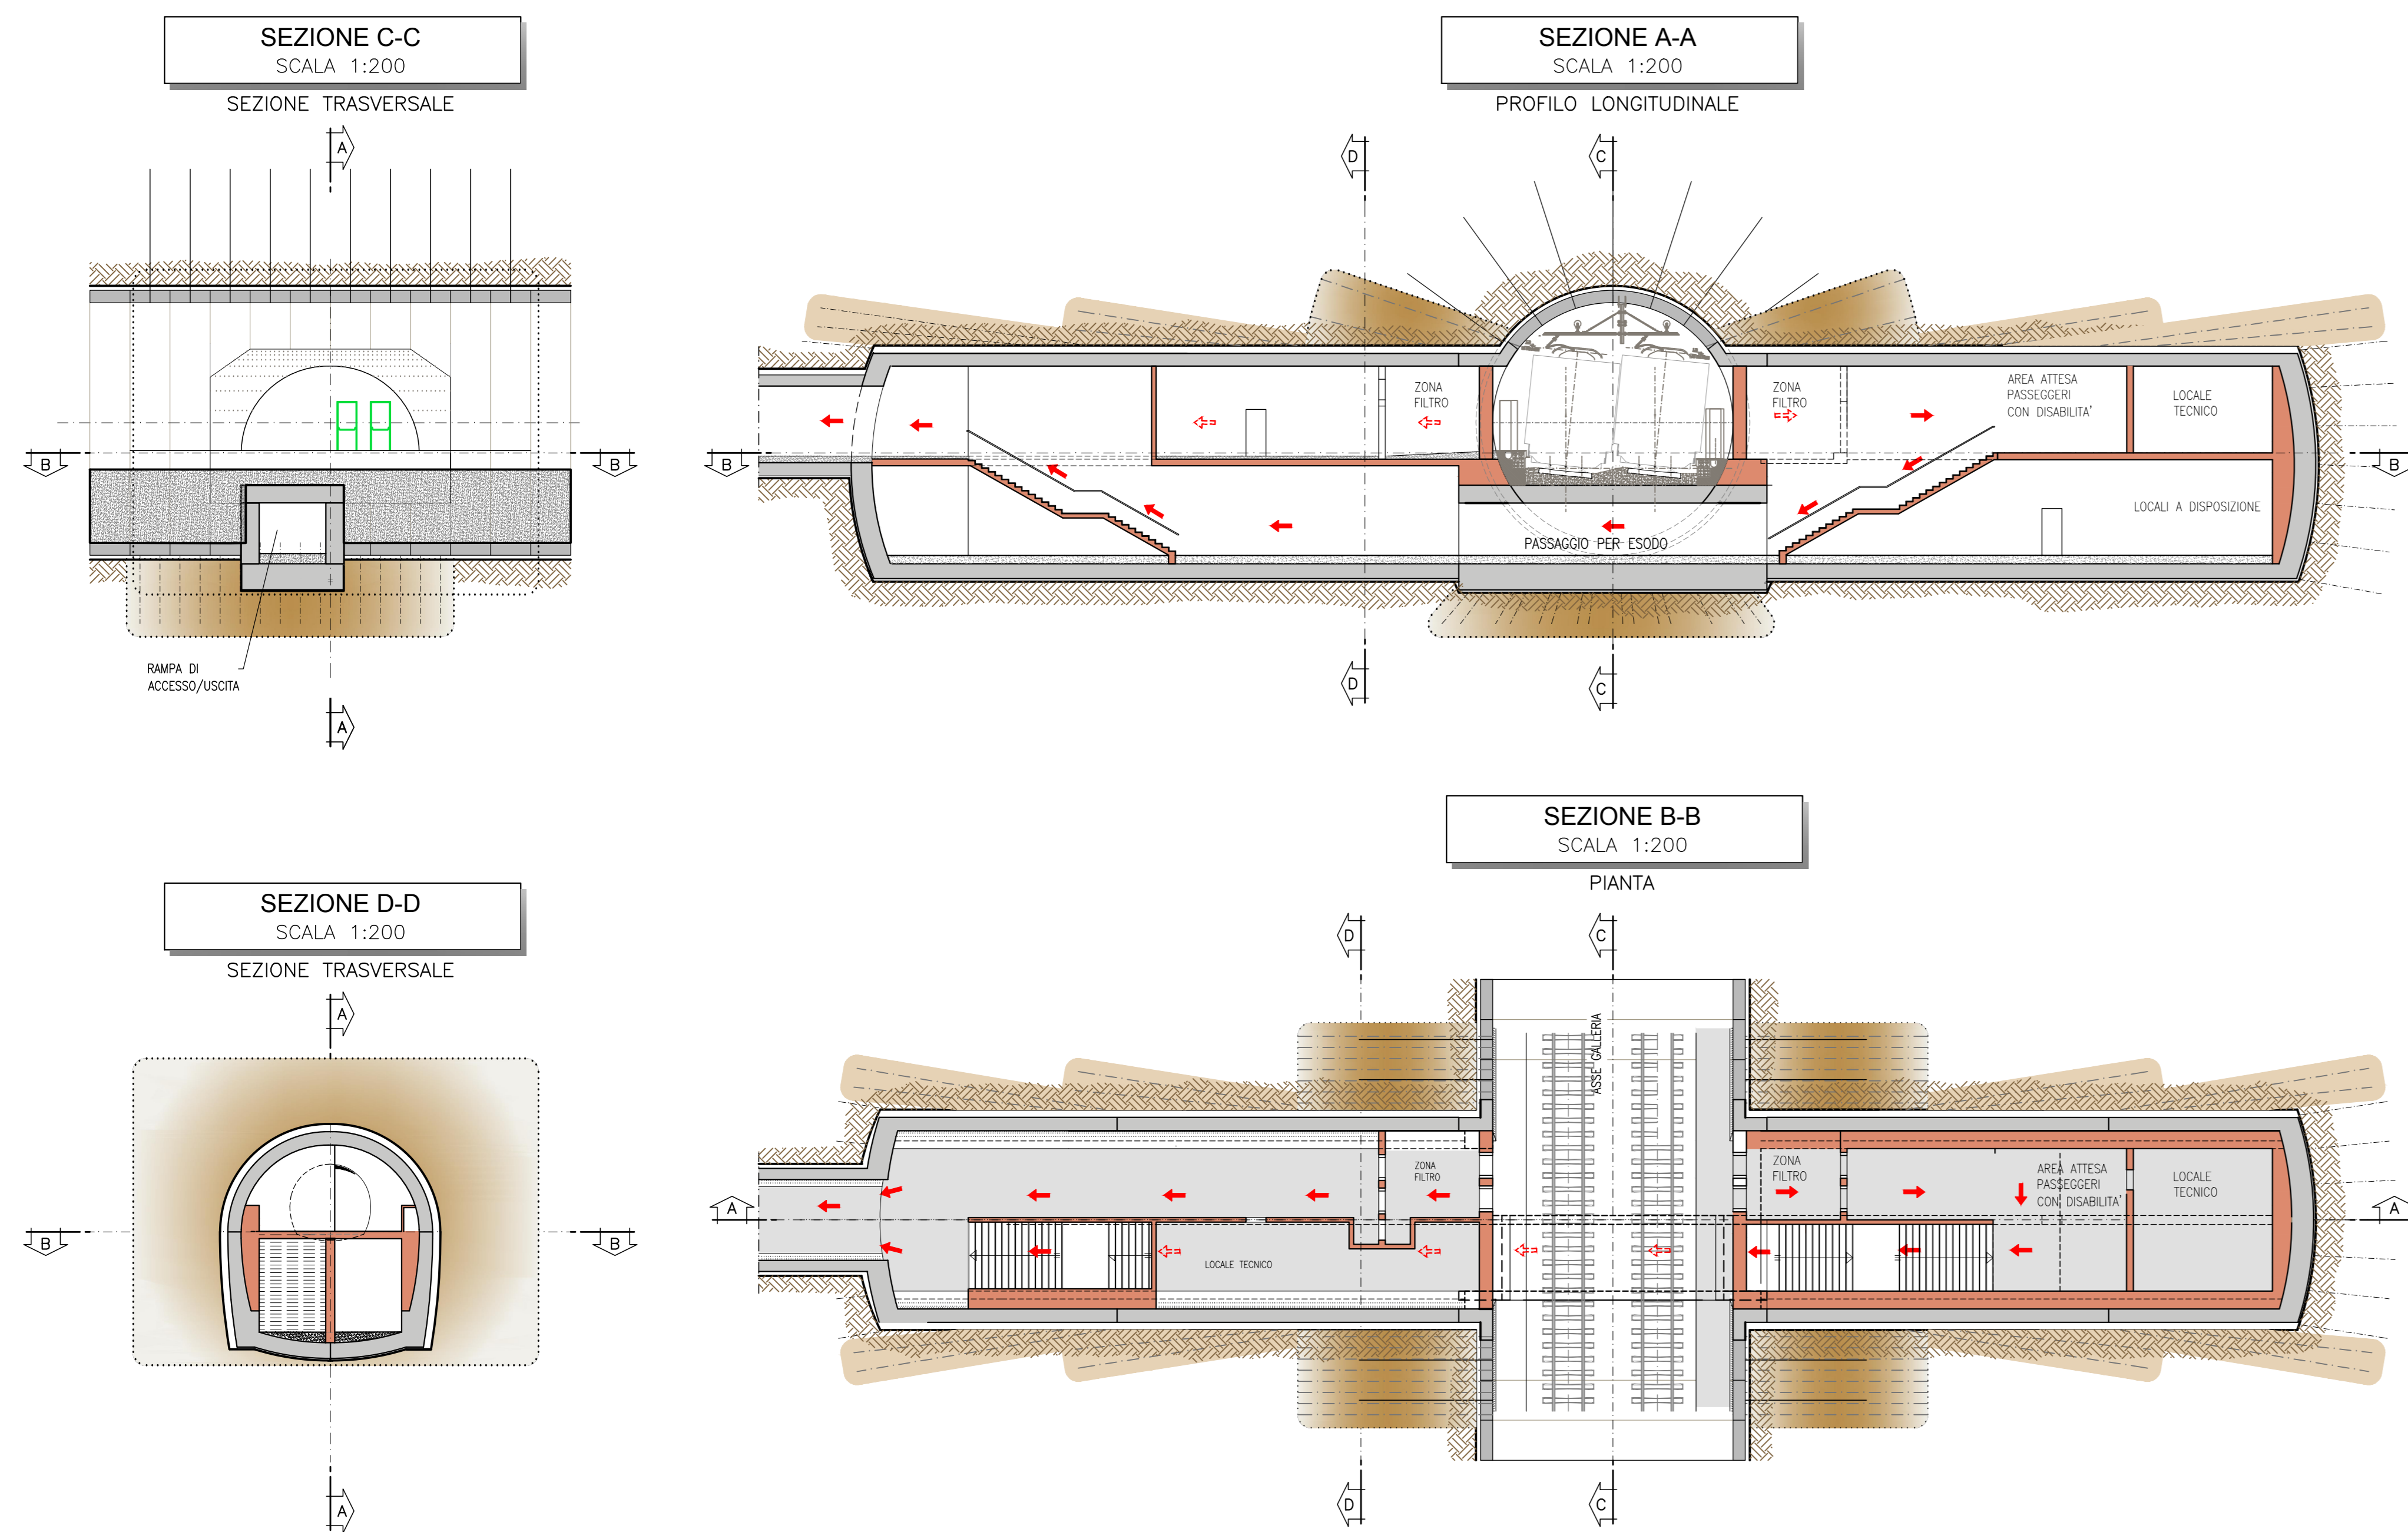 SEZIONE C-C
SCALA 1:200
SEZIONE TRASVERSALE
A
B
B
RAMPA DI
ACCESSO/USCITA
A
SEZIONE A-A
SCALA 1:200
PROFILO LONGITUDINALE
D
C
ZONA
FILTRO
ZONA
FILTRO
AREA ATTESA
PASSEGGERI
CON DISABILITA'
LOCALE
TECNICO
B
B
LOCALI A DISPOSIZIONE
PASSAGGIO PER ESODO
D
C
SEZIONE D-D
SCALA 1:200
SEZIONE TRASVERSALE
A
B
B
A
SEZIONE B-B
SCALA 1:200
PIANTA
D
C
ASSE GALLERIA
ZONA
FILTRO
ZONA
FILTRO
AREA ATTESA
PASSEGGERI
CON DISABILITA'
LOCALE
TECNICO
A
A
LOCALE TECNICO
D
C